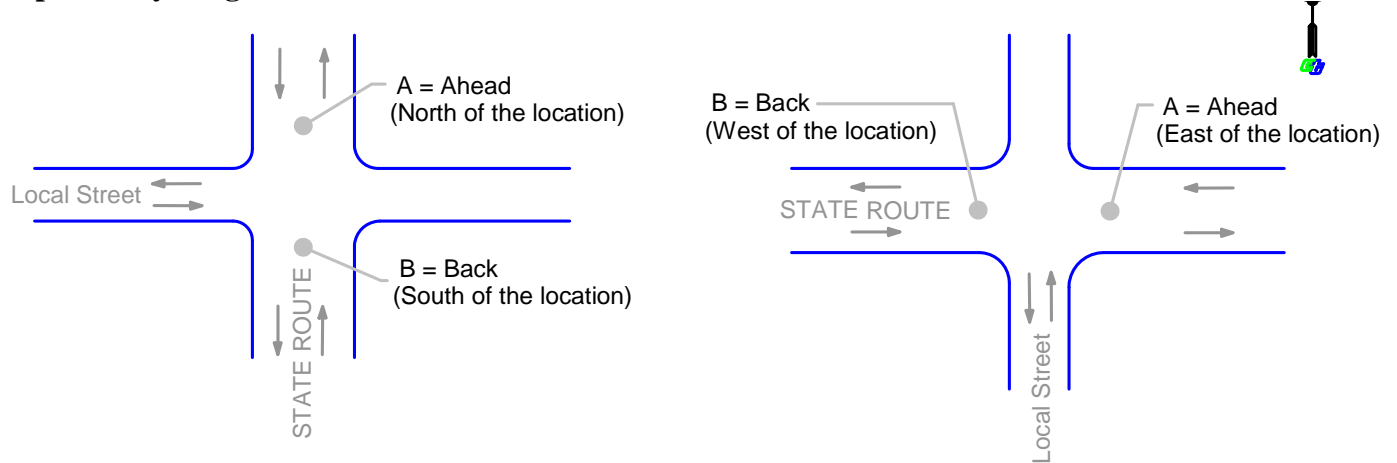 A = Ahead
(North of the location)
Local Street
B = Back
(South of the location)
STATE ROUTE
B = Back
(West of the location)
A = Ahead
(East of the location)
STATE ROUTE
Local Street